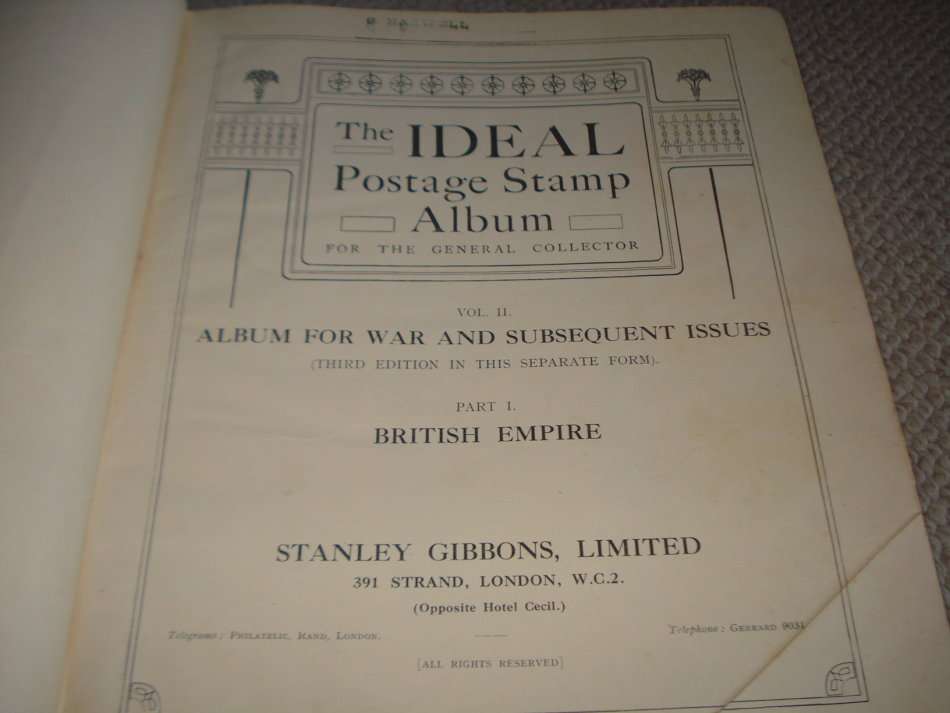 The IDEAL
Postage Stamp
Album
FOR THE GENERAL COLLECTOR
VOL. II.
ALBUM FOR WAR AND SUBSEQUENT ISSUES
(THIRD EDITION IN THIS SEPARATE FORM).
PART I.
BRITISH EMPIRE
STANLEY GIBBONS, LIMITED
391 STRAND, LONDON, W.C.2.
(Opposite Hotel Cecil.)
Telegrams: PHILATELIC, RAND, LONDON.
Telephone: GERRARD 9031
[ALL RIGHTS RESERVED]